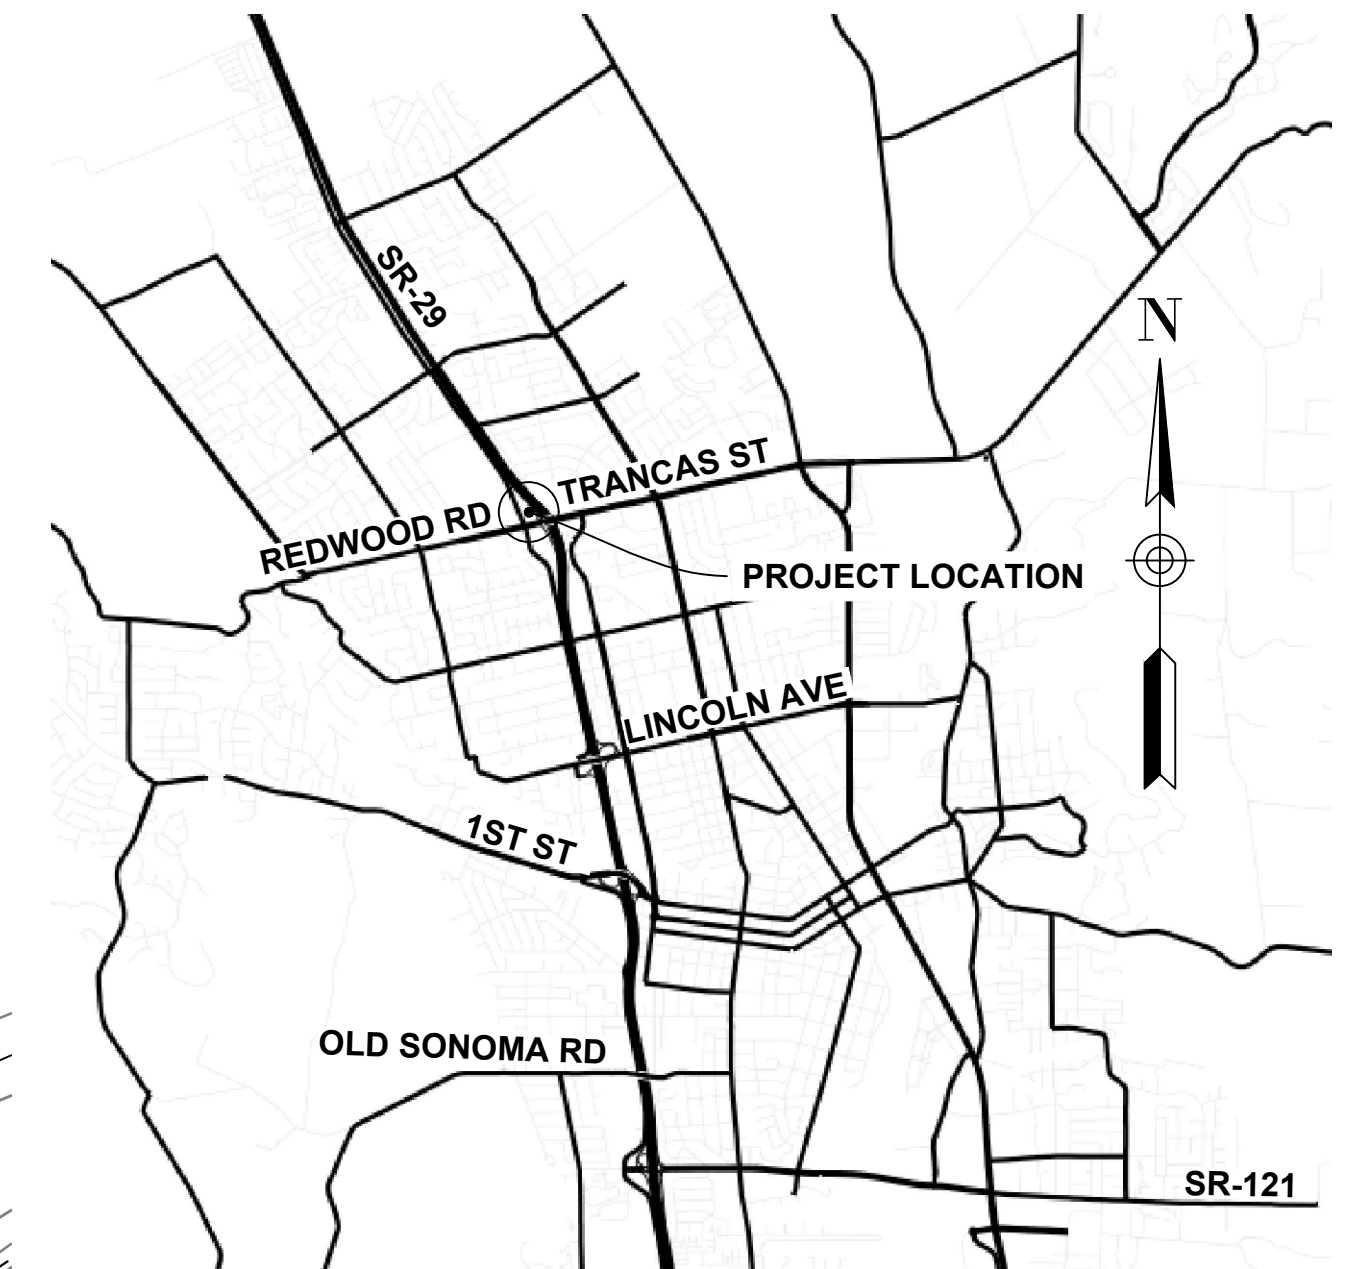 SR-29
N
TRANCAS ST
REDWOOD RD
PROJECT LOCATION
LINCOLN AVE
1ST ST
OLD SONOMA RD
SR-121